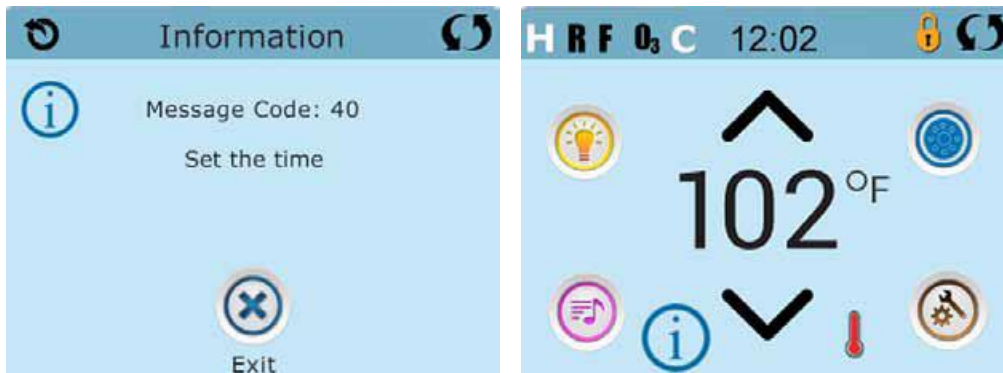 Information
Message Code: 40
Set the time
Exit
H R F O₃ C 12:02
102°F